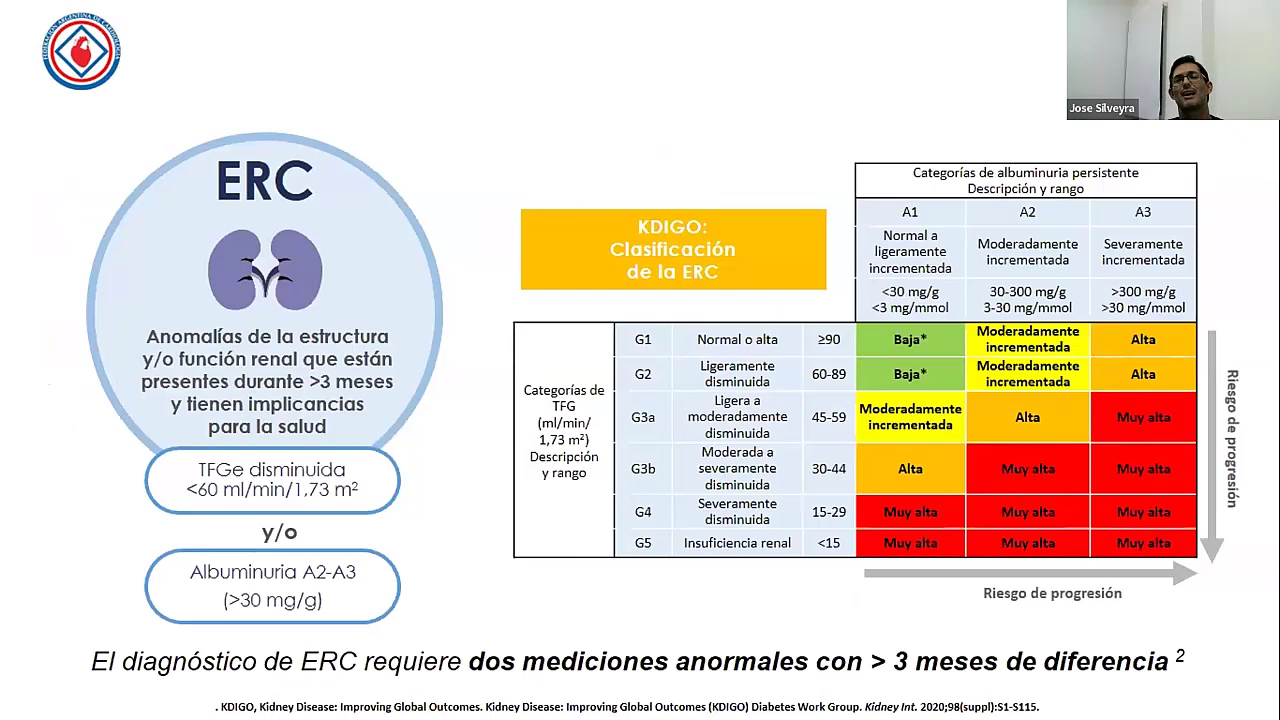 FEDERACIÓN ARGENTINA DE CARDIOLOGÍA
Jose Silveyra
ERC
Anomalías de la estructura
y/o función renal que están
presentes durante >3 meses
y tienen implicancias
para la salud
TFGe disminuida
<60 ml/min/1,73 m²
y/o
Albuminuria A2-A3
(>30 mg/g)
KDIGO:
Clasificación
de la ERC
Categorías de albuminuria persistente
Descripción y rango
A1 A2 A3
Normal a
ligeramente
incrementada
Moderadamente
incrementada
Severamente
incrementada
<30 mg/g
<3 mg/mmol
30-300 mg/g
3-30 mg/mmol
>300 mg/g
>30 mg/mmol
Categorías de
TFG
(ml/min/
1,73 m²)
Descripción
y rango
G1 Normal o alta ≥90 Baja* Moderadamente
incrementada Alta
G2 Ligeramente
disminuida 60-89 Baja* Moderadamente
incrementada Alta
G3a Ligera a
moderadamente
disminuida 45-59 Moderadamente
incrementada Alta Muy alta
G3b Moderada a
severamente
disminuida 30-44 Alta Muy alta Muy alta
G4 Severamente
disminuida 15-29 Muy alta Muy alta Muy alta
G5 Insuficiencia renal <15 Muy alta Muy alta Muy alta
Riesgo de progresión
Riesgo de progresión
El diagnóstico de ERC requiere dos mediciones anormales con > 3 meses de diferencia ²
. KDIGO, Kidney Disease: Improving Global Outcomes. Kidney Disease: Improving Global Outcomes (KDIGO) Diabetes Work Group. Kidney Int. 2020;98(suppl):S1-S115.